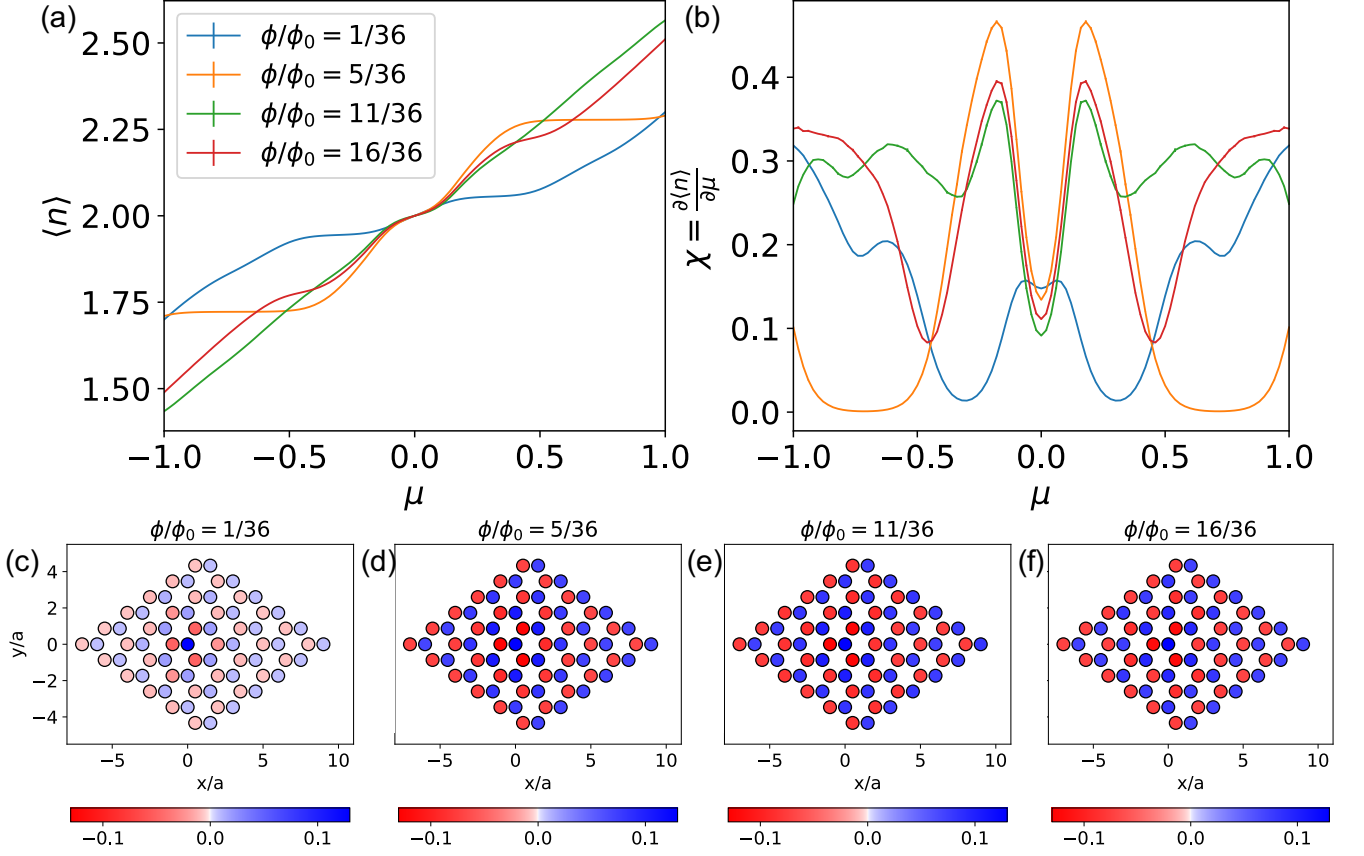 (a)
2.50
2.25
2.00
1.75
1.50
⟨n⟩
ϕ/ϕ₀ = 1/36
ϕ/ϕ₀ = 5/36
ϕ/ϕ₀ = 11/36
ϕ/ϕ₀ = 16/36
−1.0 −0.5 0.0 0.5 1.0
μ
(b)
0.4
0.3
0.2
0.1
0.0
χ = ∂⟨n⟩/∂μ
−1.0 −0.5 0.0 0.5 1.0
μ
(c)
ϕ/ϕ₀ = 1/36
4
2
0
−2
−4
y/a
−5 0 5 10
x/a
−0.1 0.0 0.1
(d)
ϕ/ϕ₀ = 5/36
−5 0 5 10
x/a
−0.1 0.0 0.1
(e)
ϕ/ϕ₀ = 11/36
−5 0 5 10
x/a
−0.1 0.0 0.1
(f)
ϕ/ϕ₀ = 16/36
−5 0 5 10
x/a
−0.1 0.0 0.1